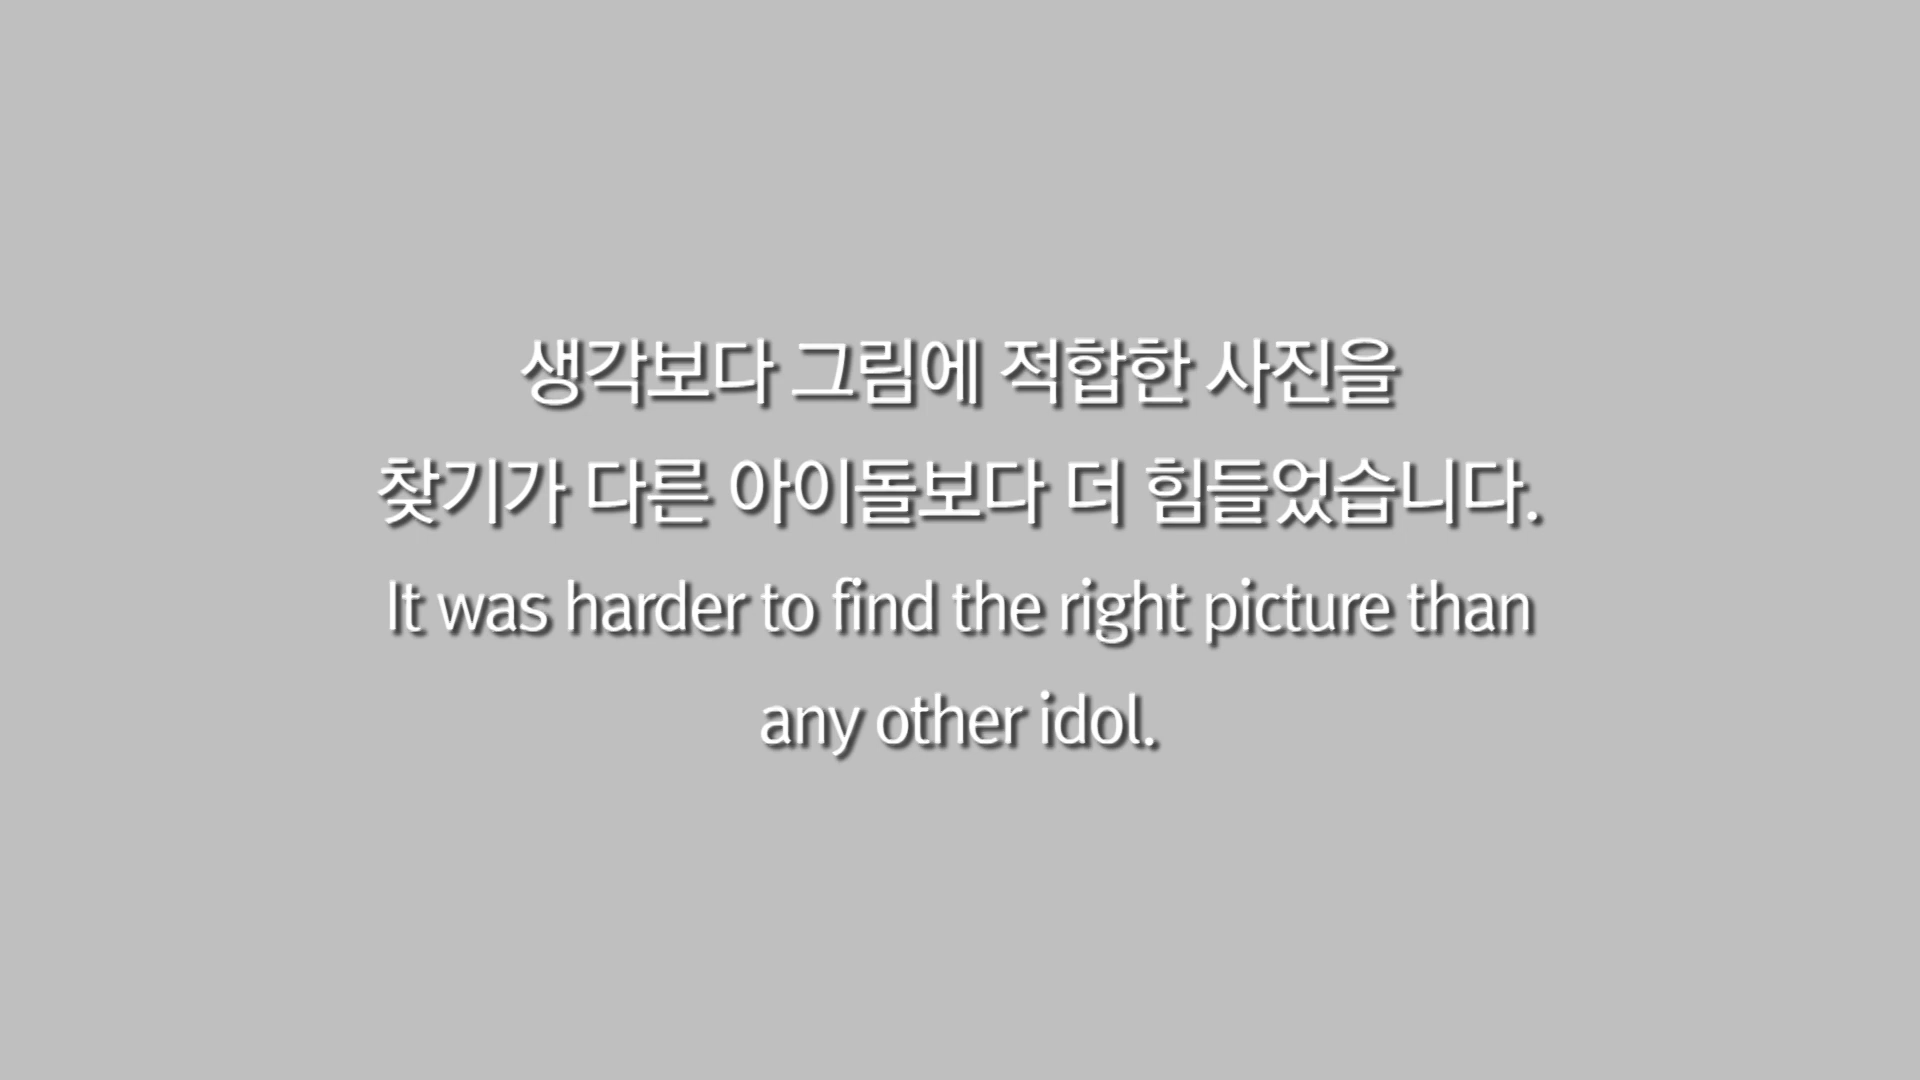 생각보다 그림에 적합한 사진을
찾기가 다른 아이돌보다 더 힘들었습니다.
It was harder to find the right picture than
any other idol.